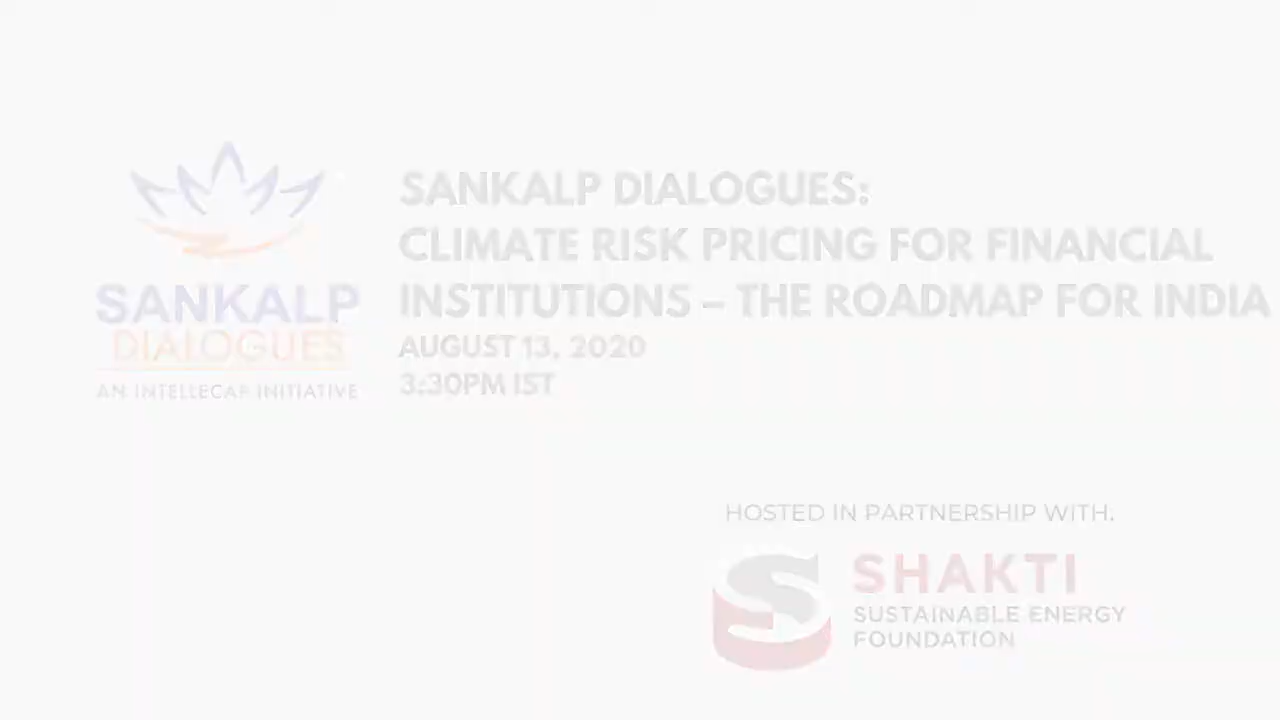 SANKALP
DIALOGUES
AN INTELLECAP INITIATIVE
SANKALP DIALOGUES:
CLIMATE RISK PRICING FOR FINANCIAL
INSTITUTIONS – THE ROADMAP FOR INDIA
AUGUST 13, 2020
3:30PM IST
HOSTED IN PARTNERSHIP WITH.
SHAKTI
SUSTAINABLE ENERGY
FOUNDATION